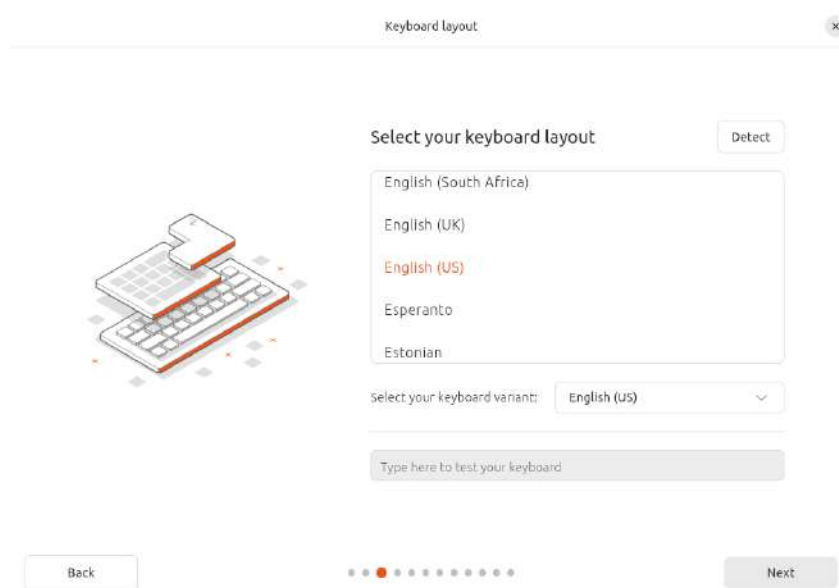 Keyboard layout
Select your keyboard layout
Detect
English (South Africa)
English (UK)
English (US)
Esperanto
Estonian
Select your keyboard variant: English (US)
Type here to test your keyboard
Back
Next